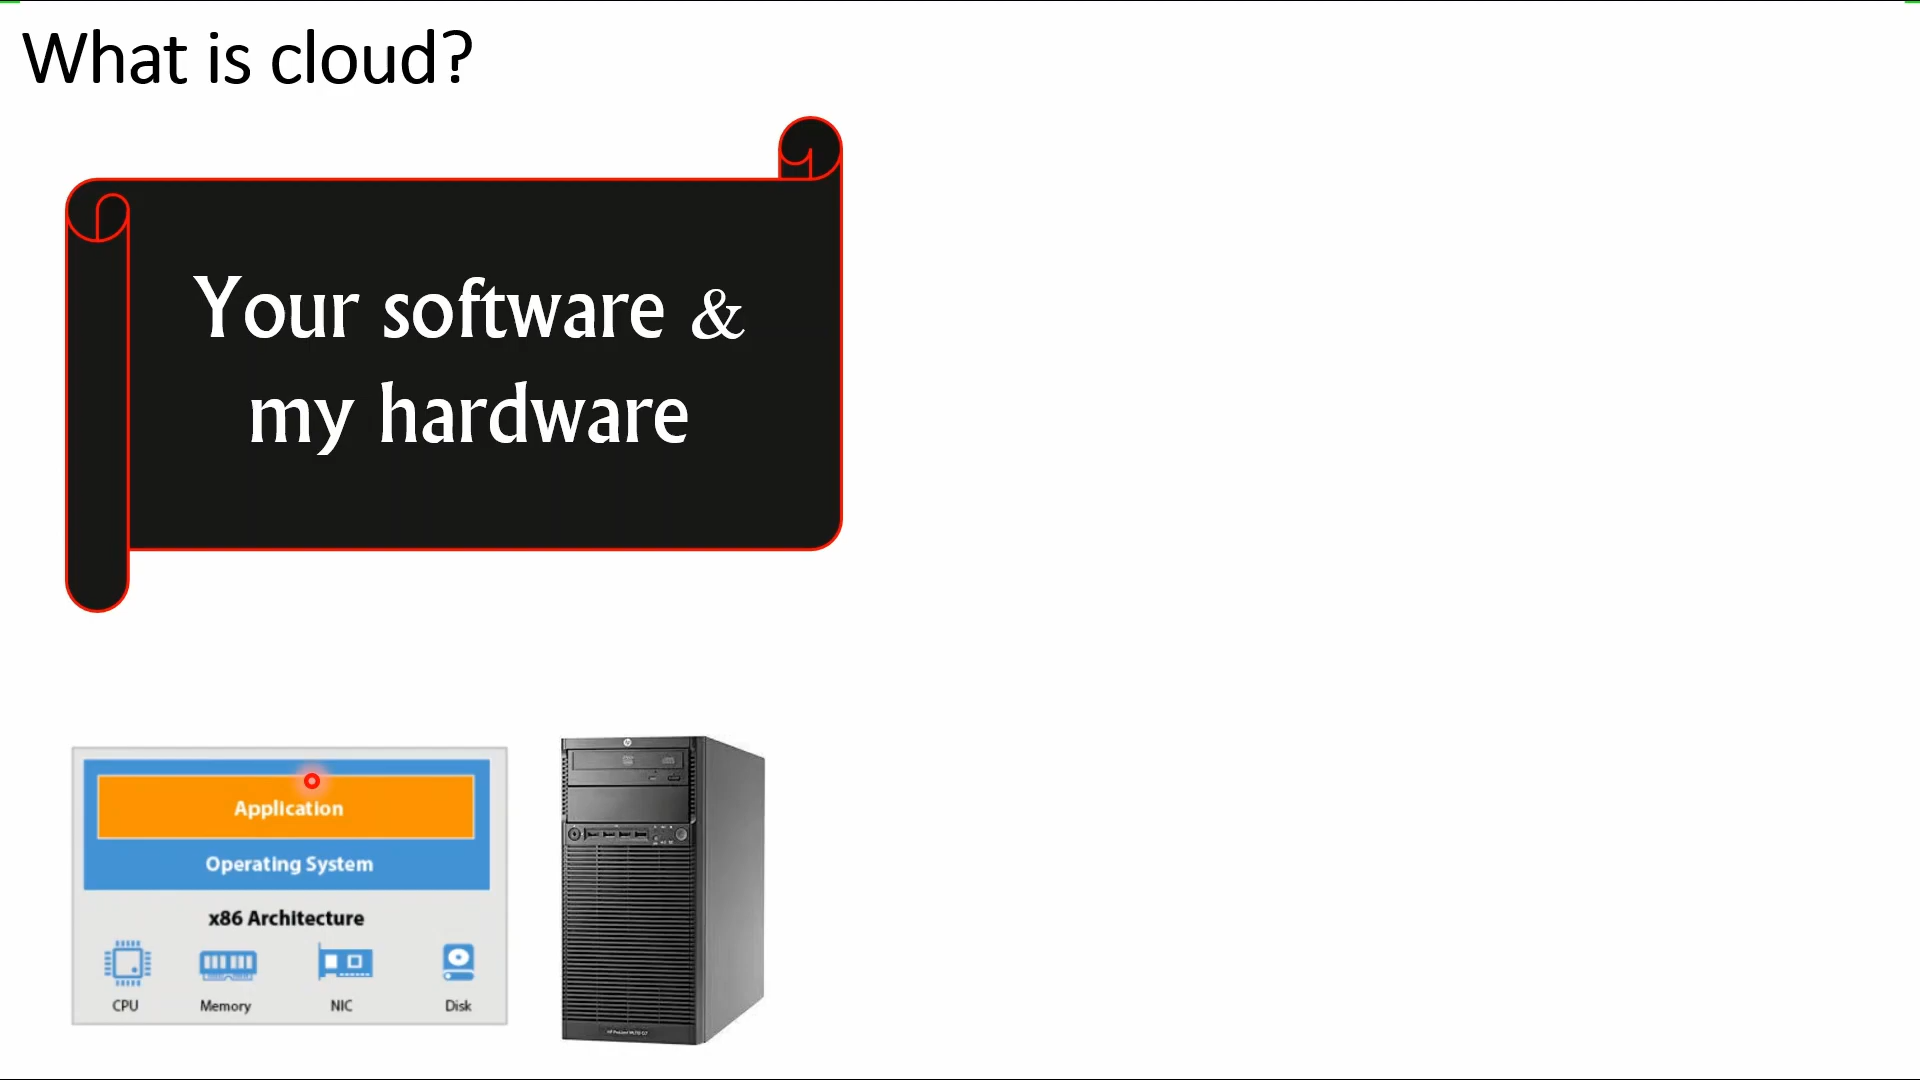 What is cloud?
Your software &
my hardware
Application
Operating System
x86 Architecture
CPU Memory NIC Disk